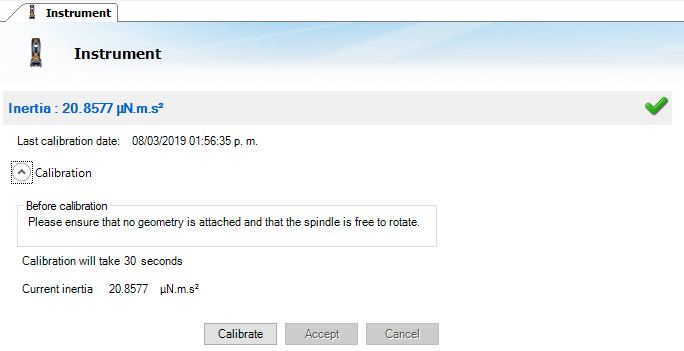 Instrument
Instrument
Inertia : 20.8577 µN.m.s²
Last calibration date: 08/03/2019 01:56:35 p. m.
Calibration
Before calibration
Please ensure that no geometry is attached and that the spindle is free to rotate.
Calibration will take 30 seconds
Current inertia 20.8577 µN.m.s²
Calibrate Accept Cancel